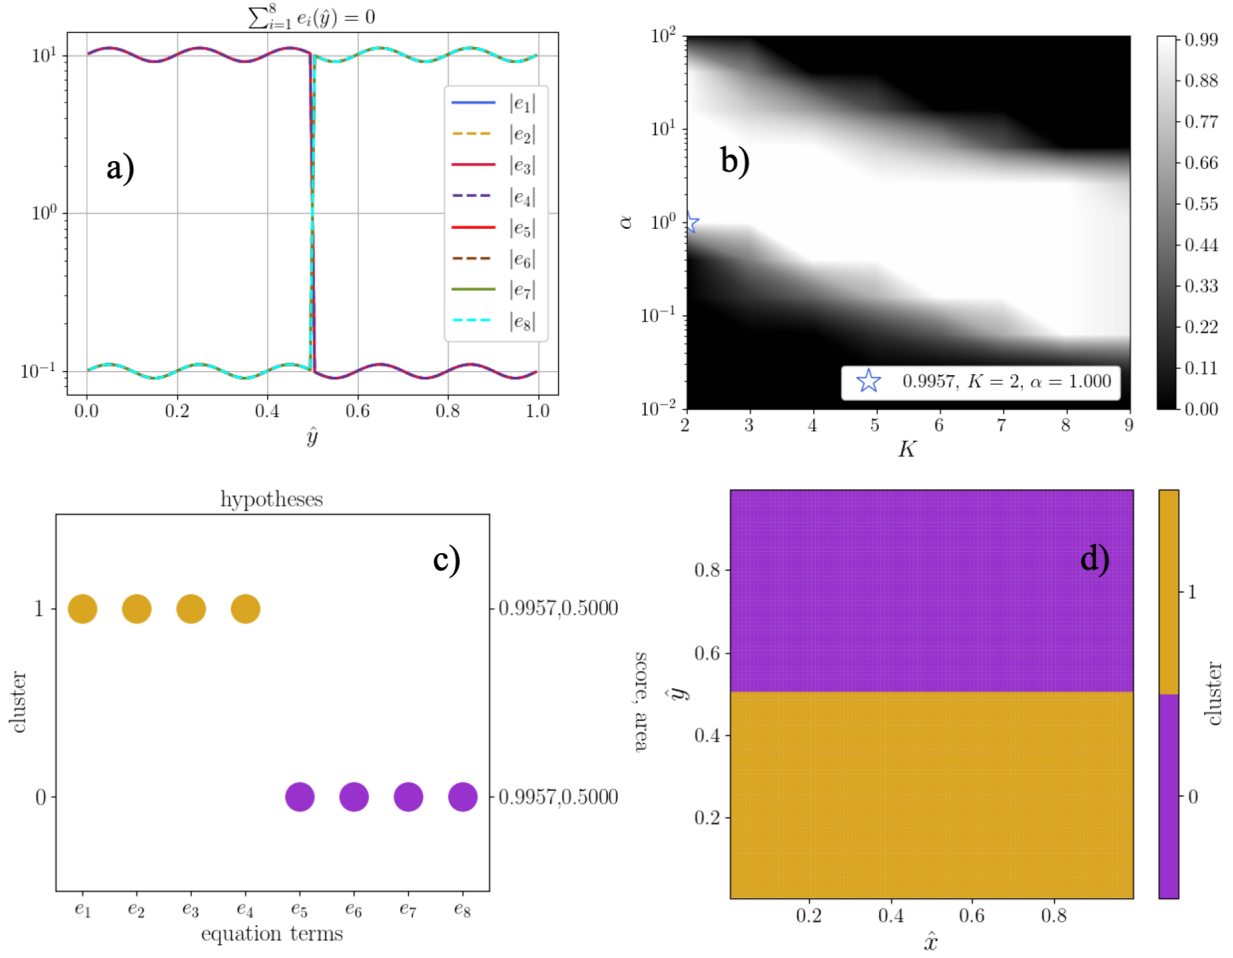 $\sum_{i=1}^{8} e_i(\hat{y}) = 0$
10^1
10^0
10^{-1}
a)
|e_1|
|e_2|
|e_3|
|e_4|
|e_5|
|e_6|
|e_7|
|e_8|
0.0 0.2 0.4 0.6 0.8 1.0
ŷ
10^2
10^1
10^0
10^{-1}
10^{-2}
α
b)
0.9957, K = 2, α = 1.000
2 3 4 5 6 7 8 9
K
0.99
0.88
0.77
0.66
0.55
0.44
0.33
0.22
0.11
0.00
hypotheses
c)
cluster
1
0
0.9957,0.5000
0.9957,0.5000
score, area
e_1 e_2 e_3 e_4 e_5 e_6 e_7 e_8
equation terms
d)
0.8
0.6
0.4
0.2
ŷ
0.2 0.4 0.6 0.8
x̂
1
0
cluster